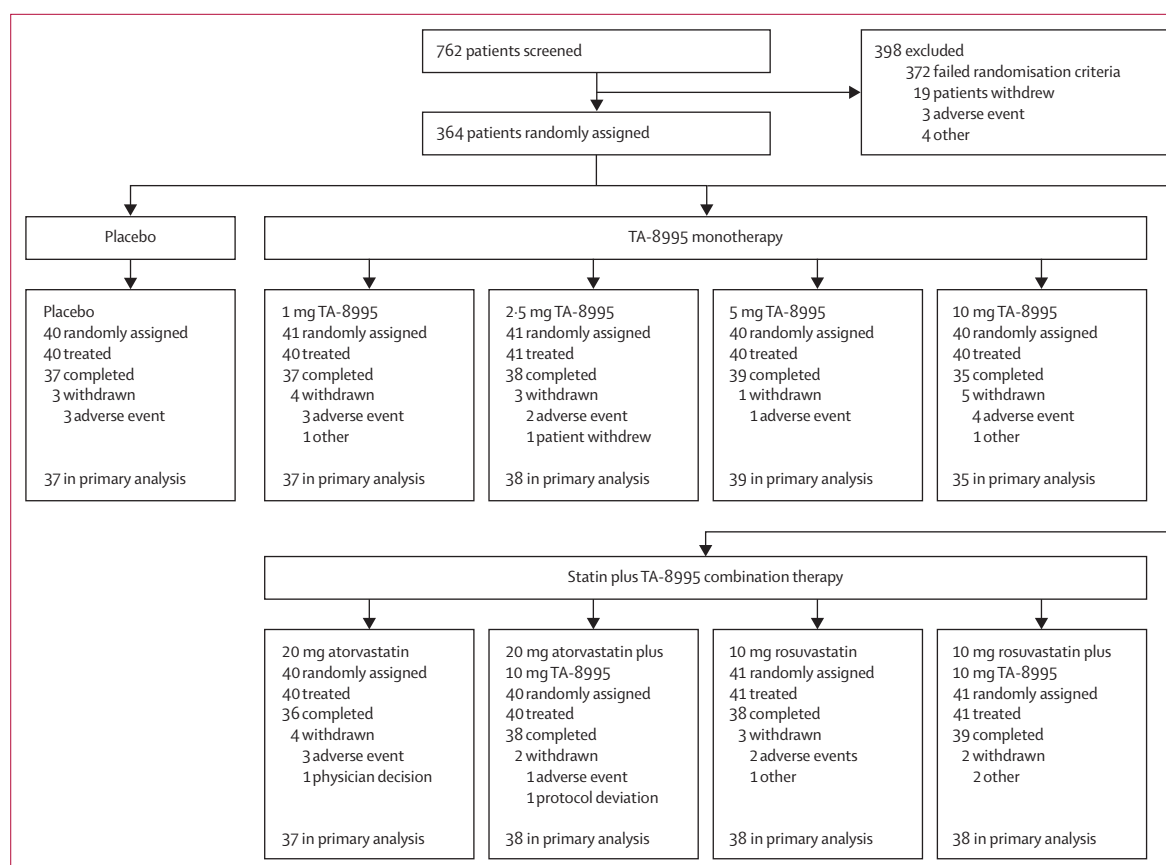 762 patients screened
398 excluded
372 failed randomisation criteria
19 patients withdrew
3 adverse event
4 other
364 patients randomly assigned
Placebo
TA-8995 monotherapy
Placebo
40 randomly assigned
40 treated
37 completed
3 withdrawn
3 adverse event
37 in primary analysis
1 mg TA-8995
41 randomly assigned
40 treated
37 completed
4 withdrawn
3 adverse event
1 other
37 in primary analysis
2·5 mg TA-8995
41 randomly assigned
41 treated
38 completed
3 withdrawn
2 adverse event
1 patient withdrew
38 in primary analysis
5 mg TA-8995
40 randomly assigned
40 treated
39 completed
1 withdrawn
1 adverse event
39 in primary analysis
10 mg TA-8995
40 randomly assigned
40 treated
35 completed
5 withdrawn
4 adverse event
1 other
35 in primary analysis
Statin plus TA-8995 combination therapy
20 mg atorvastatin
40 randomly assigned
40 treated
36 completed
4 withdrawn
3 adverse event
1 physician decision
37 in primary analysis
20 mg atorvastatin plus
10 mg TA-8995
40 randomly assigned
40 treated
38 completed
2 withdrawn
1 adverse event
1 protocol deviation
38 in primary analysis
10 mg rosuvastatin
41 randomly assigned
41 treated
38 completed
3 withdrawn
2 adverse events
1 other
38 in primary analysis
10 mg rosuvastatin plus
10 mg TA-8995
41 randomly assigned
41 treated
39 completed
2 withdrawn
2 other
38 in primary analysis